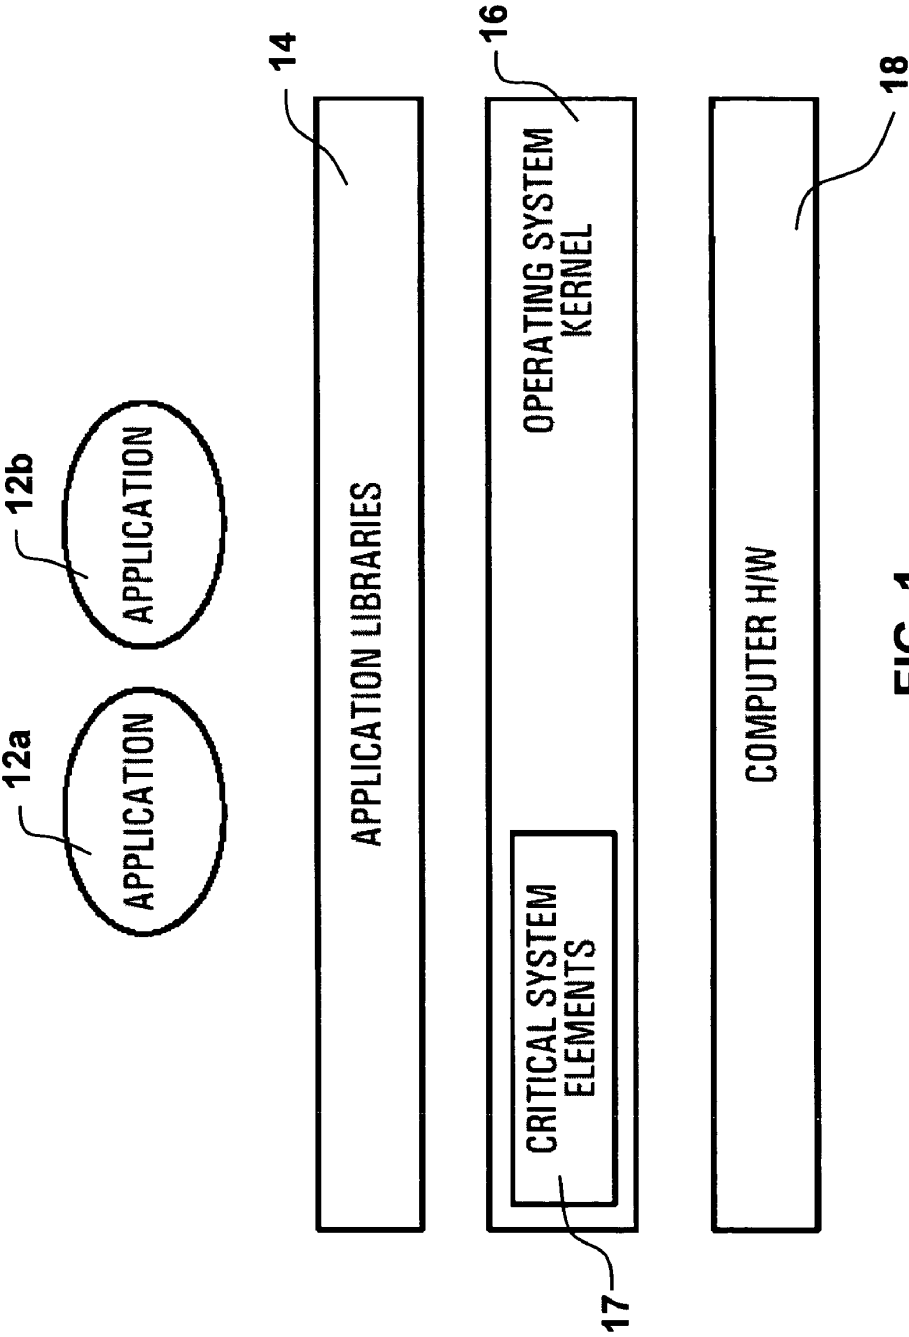 12a
12b
APPLICATION
APPLICATION
14
APPLICATION LIBRARIES
16
CRITICAL SYSTEM
ELEMENTS
OPERATING SYSTEM
KERNEL
17
COMPUTER H/W
18
FIG. 1